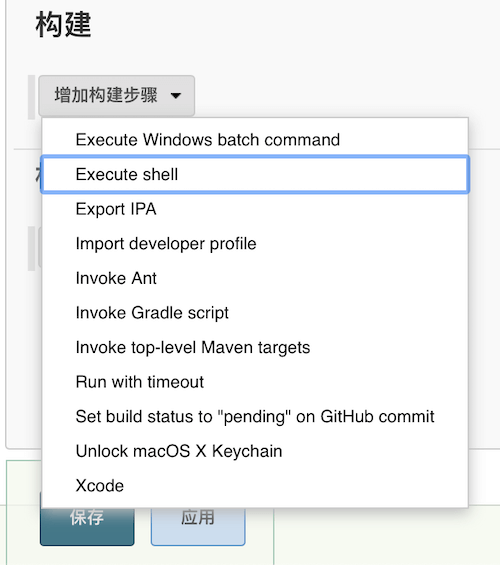 构建
增加构建步骤
Execute Windows batch command
Execute shell
Export IPA
Import developer profile
Invoke Ant
Invoke Gradle script
Invoke top-level Maven targets
Run with timeout
Set build status to "pending" on GitHub commit
Unlock macOS X Keychain
Xcode
保存 应用